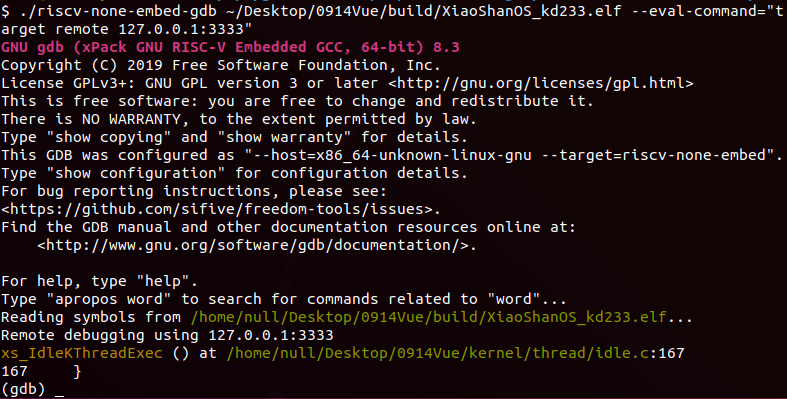 $ ./riscv-none-embed-gdb ~/Desktop/0914Vue/build/XiaoShanOS_kd233.elf --eval-command="t
arget remote 127.0.0.1:3333"
GNU gdb (xPack GNU RISC-V Embedded GCC, 64-bit) 8.3
Copyright (C) 2019 Free Software Foundation, Inc.
License GPLv3+: GNU GPL version 3 or later <http://gnu.org/licenses/gpl.html>
This is free software: you are free to change and redistribute it.
There is NO WARRANTY, to the extent permitted by law.
Type "show copying" and "show warranty" for details.
This GDB was configured as "--host=x86_64-unknown-linux-gnu --target=riscv-none-embed".
Type "show configuration" for configuration details.
For bug reporting instructions, please see:
<https://github.com/sifive/freedom-tools/issues>.
Find the GDB manual and other documentation resources online at:
    <http://www.gnu.org/software/gdb/documentation/>.

For help, type "help".
Type "apropos word" to search for commands related to "word"...
Reading symbols from /home/null/Desktop/0914Vue/build/XiaoShanOS_kd233.elf...
Remote debugging using 127.0.0.1:3333
xs_IdleKThreadExec () at /home/null/Desktop/0914Vue/kernel/thread/idle.c:167
167     }
(gdb) _